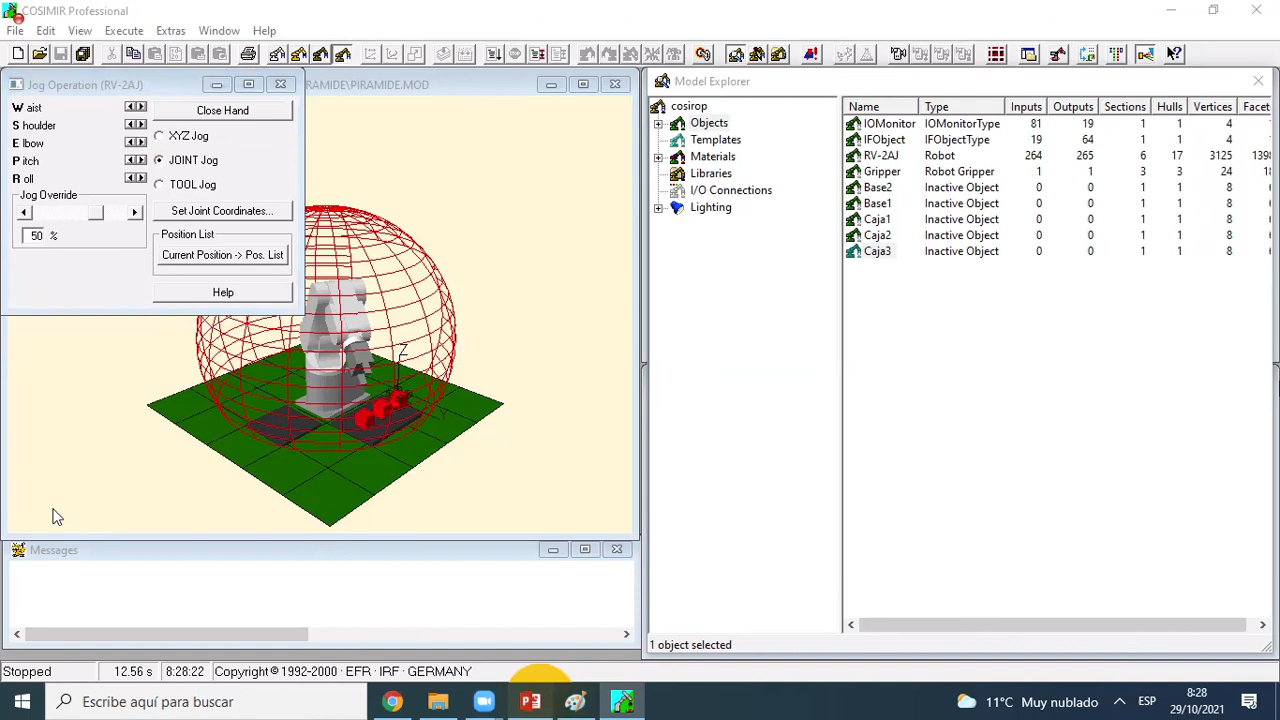 COSIMIR Professional
File Edit View Execute Extras Window Help
Jog Operation (RV-2AJ)
Waist
Shoulder
Elbow
Pitch
Roll
Jog Override
50 %
Close Hand
XYZ Jog
JOINT Jog
TOOL Jog
Set Joint Coordinates...
Position List
Current Position -> Pos. List
Help
RAMIDE\PIRAMIDE.MOD
Z
Y
Messages
Model Explorer
cosirop
Objects
Templates
Materials
Libraries
I/O Connections
Lighting
Name Type Inputs Outputs Sections Hulls Vertices Facet
IOMonitor IOMonitorType 81 19 1 1 4
IFObject IFObjectType 19 64 1 1 4
RV-2AJ Robot 264 265 6 17 3125 1398
Gripper Robot Gripper 1 1 3 3 24
Base2 Inactive Object 0 0 1 1 8
Base1 Inactive Object 0 0 1 1 8
Caja1 Inactive Object 0 0 1 1 8
Caja2 Inactive Object 0 0 1 1 8
Caja3 Inactive Object 0 0 1 1 8
1 object selected
Stopped 12.56 s 8:28:22 Copyright © 1992-2000 · EFR · IRF · GERMANY
Escribe aquí para buscar
11°C Muy nublado
ESP
8:28
29/10/2021